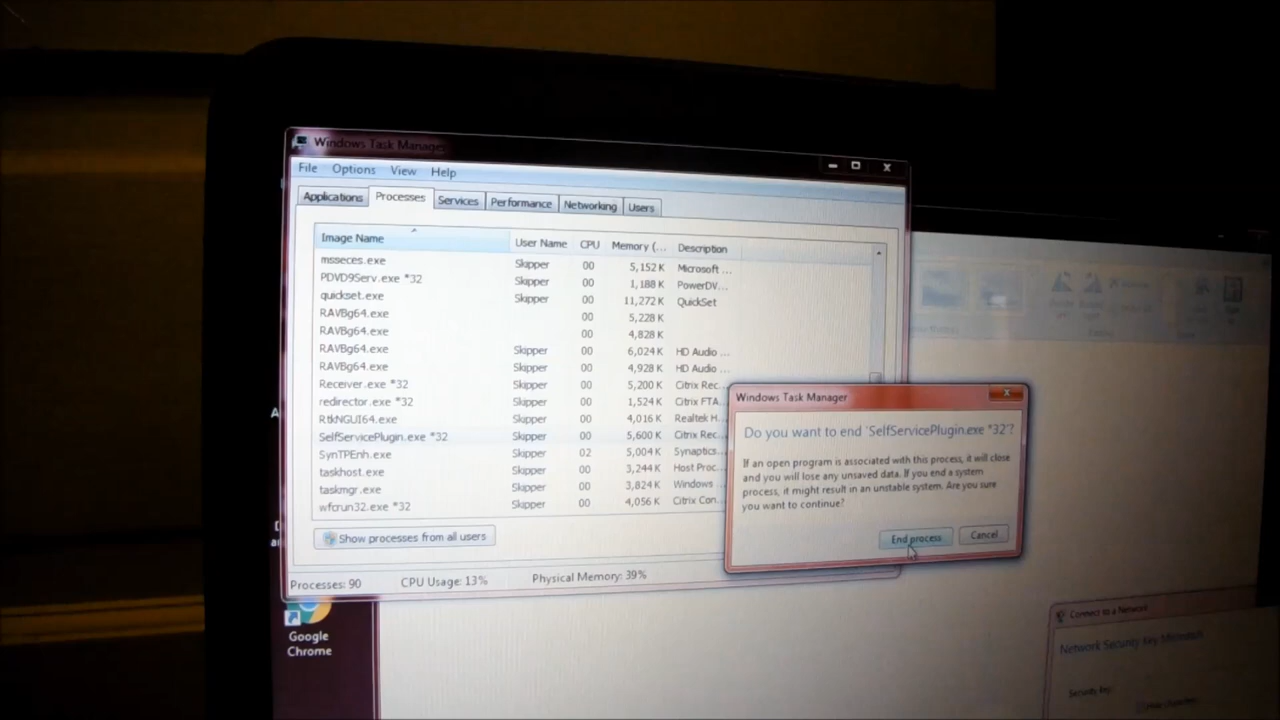 Windows Task Manager
File Options View Help
Applications Processes Services Performance Networking Users
Image Name User Name CPU Memory (... Description
msseces.exe Skipper 00 5,152 K Microsoft ...
PDVD9Serv.exe *32 Skipper 00 1,188 K PowerDV...
quickset.exe Skipper 00 11,272 K QuickSet
RAVBg64.exe 00 5,228 K
RAVBg64.exe 00 4,828 K
RAVBg64.exe Skipper 00 6,024 K HD Audio ...
RAVBg64.exe Skipper 00 4,928 K HD Audio ...
Receiver.exe *32 Skipper 00 5,200 K Citrix Rec...
redirector.exe *32 Skipper 00 1,524 K Citrix FTA...
RtkNGUI64.exe Skipper 00 4,016 K Realtek H...
SelfServicePlugin.exe *32 Skipper 00 5,600 K Citrix Rec...
SynTPEnh.exe Skipper 02 5,004 K Synaptics...
taskhost.exe Skipper 00 3,244 K Host Proc...
taskmgr.exe Skipper 00 3,824 K Windows ...
wfcrun32.exe *32 Skipper 00 4,056 K Citrix Con...
Show processes from all users
Processes: 90 CPU Usage: 13% Physical Memory: 39%
Windows Task Manager
Do you want to end 'SelfServicePlugin.exe *32'?
If an open program is associated with this process, it will close
and you will lose any unsaved data. If you end a system
process, it might result in an unstable system. Are you sure
you want to continue?
End process Cancel
Google
Chrome
Connect to a Network
Network Security Key Mismatch
Security key:
Hide characters